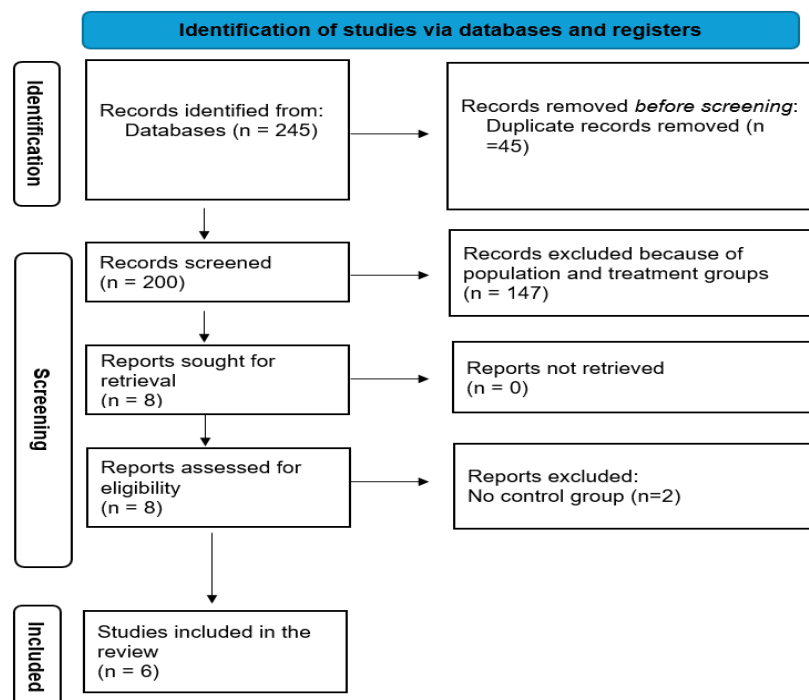 Identification of studies via databases and registers
Identification
Records identified from:
Databases (n = 245)
Records removed before screening:
Duplicate records removed (n
=45)
Screening
Records screened
(n = 200)
Records excluded because of
population and treatment groups
(n = 147)
Reports sought for
retrieval
(n = 8)
Reports not retrieved
(n = 0)
Reports assessed for
eligibility
(n = 8)
Reports excluded:
No control group (n=2)
Included
Studies included in the
review
(n = 6)